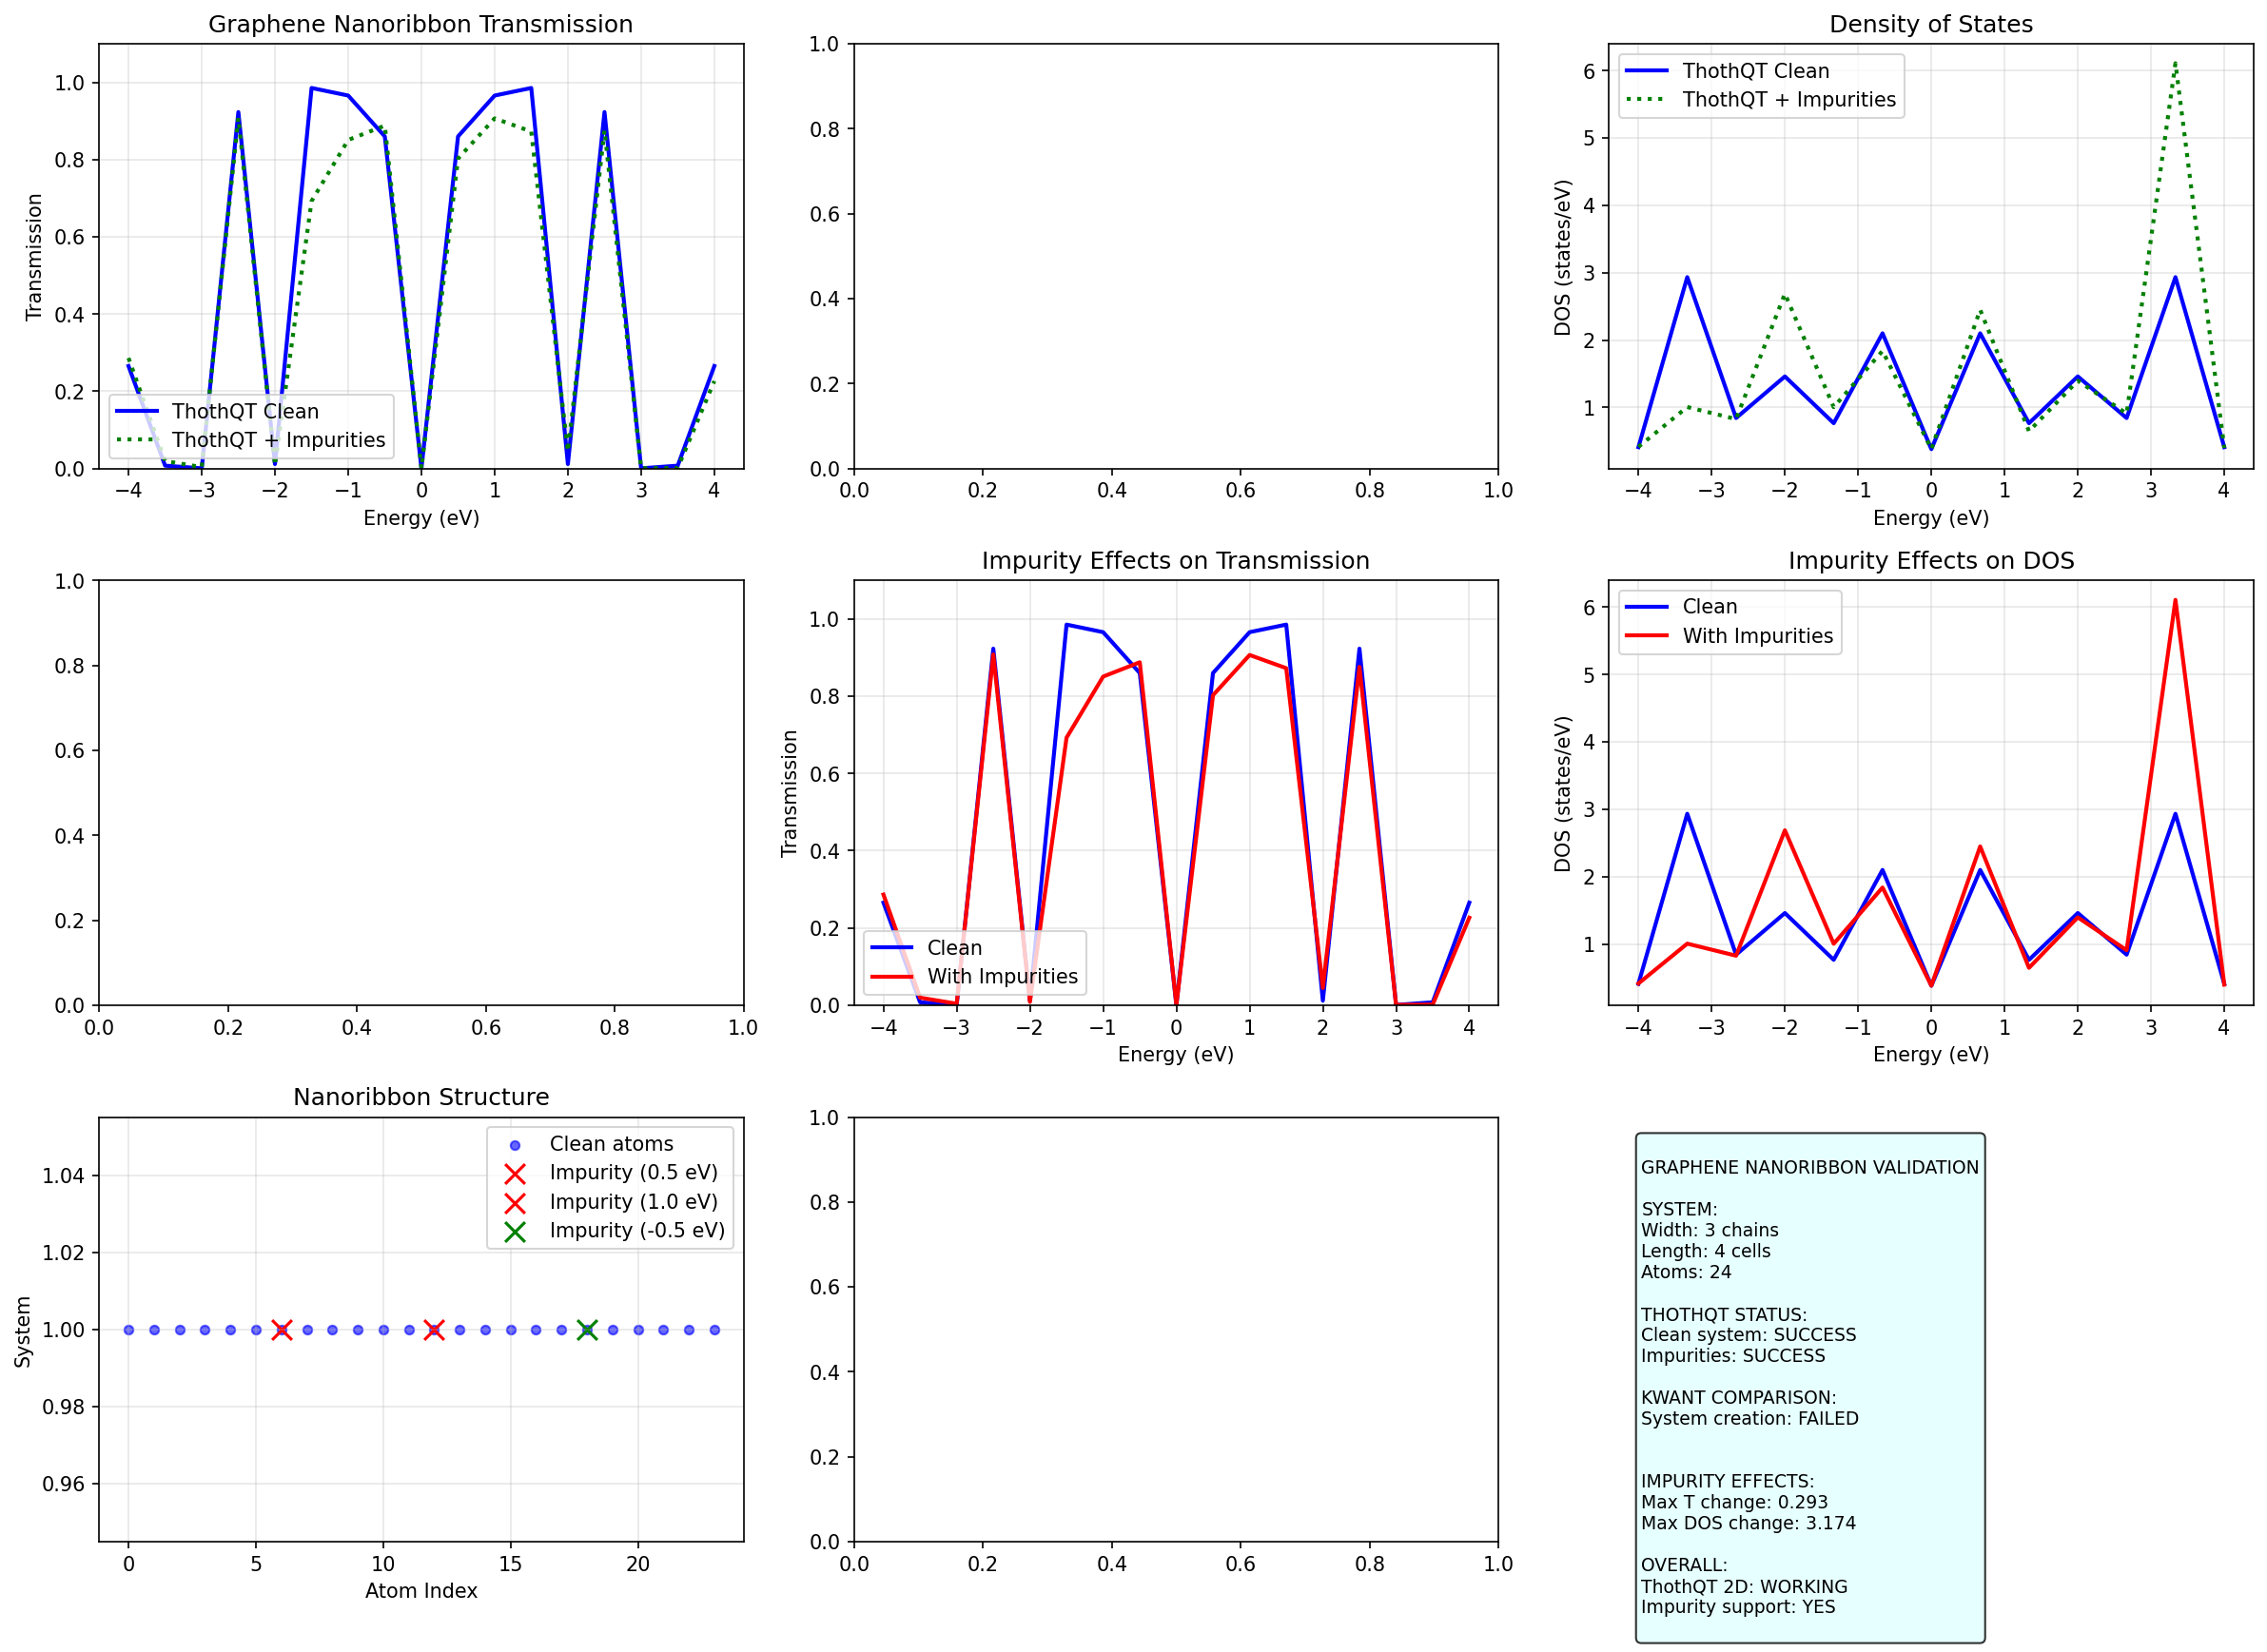 Graphene Nanoribbon Transmission
Transmission
1.0
0.8
0.6
0.4
0.2
0.0
ThothQT Clean
ThothQT + Impurities
−4 −3 −2 −1 0 1 2 3 4
Energy (eV)
1.0
0.8
0.6
0.4
0.2
0.0
0.0 0.2 0.4 0.6 0.8 1.0
Density of States
DOS (states/eV)
6
5
4
3
2
1
ThothQT Clean
ThothQT + Impurities
−4 −3 −2 −1 0 1 2 3 4
Energy (eV)
1.0
0.8
0.6
0.4
0.2
0.0
0.0 0.2 0.4 0.6 0.8 1.0
Impurity Effects on Transmission
Transmission
1.0
0.8
0.6
0.4
0.2
0.0
Clean
With Impurities
−4 −3 −2 −1 0 1 2 3 4
Energy (eV)
Impurity Effects on DOS
DOS (states/eV)
6
5
4
3
2
1
Clean
With Impurities
−4 −3 −2 −1 0 1 2 3 4
Energy (eV)
Nanoribbon Structure
System
1.04
1.02
1.00
0.98
0.96
Clean atoms
Impurity (0.5 eV)
Impurity (1.0 eV)
Impurity (-0.5 eV)
0 5 10 15 20
Atom Index
1.0
0.8
0.6
0.4
0.2
0.0
0.0 0.2 0.4 0.6 0.8 1.0
GRAPHENE NANORIBBON VALIDATION
SYSTEM:
Width: 3 chains
Length: 4 cells
Atoms: 24
THOTHQT STATUS:
Clean system: SUCCESS
Impurities: SUCCESS
KWANT COMPARISON:
System creation: FAILED
IMPURITY EFFECTS:
Max T change: 0.293
Max DOS change: 3.174
OVERALL:
ThothQT 2D: WORKING
Impurity support: YES